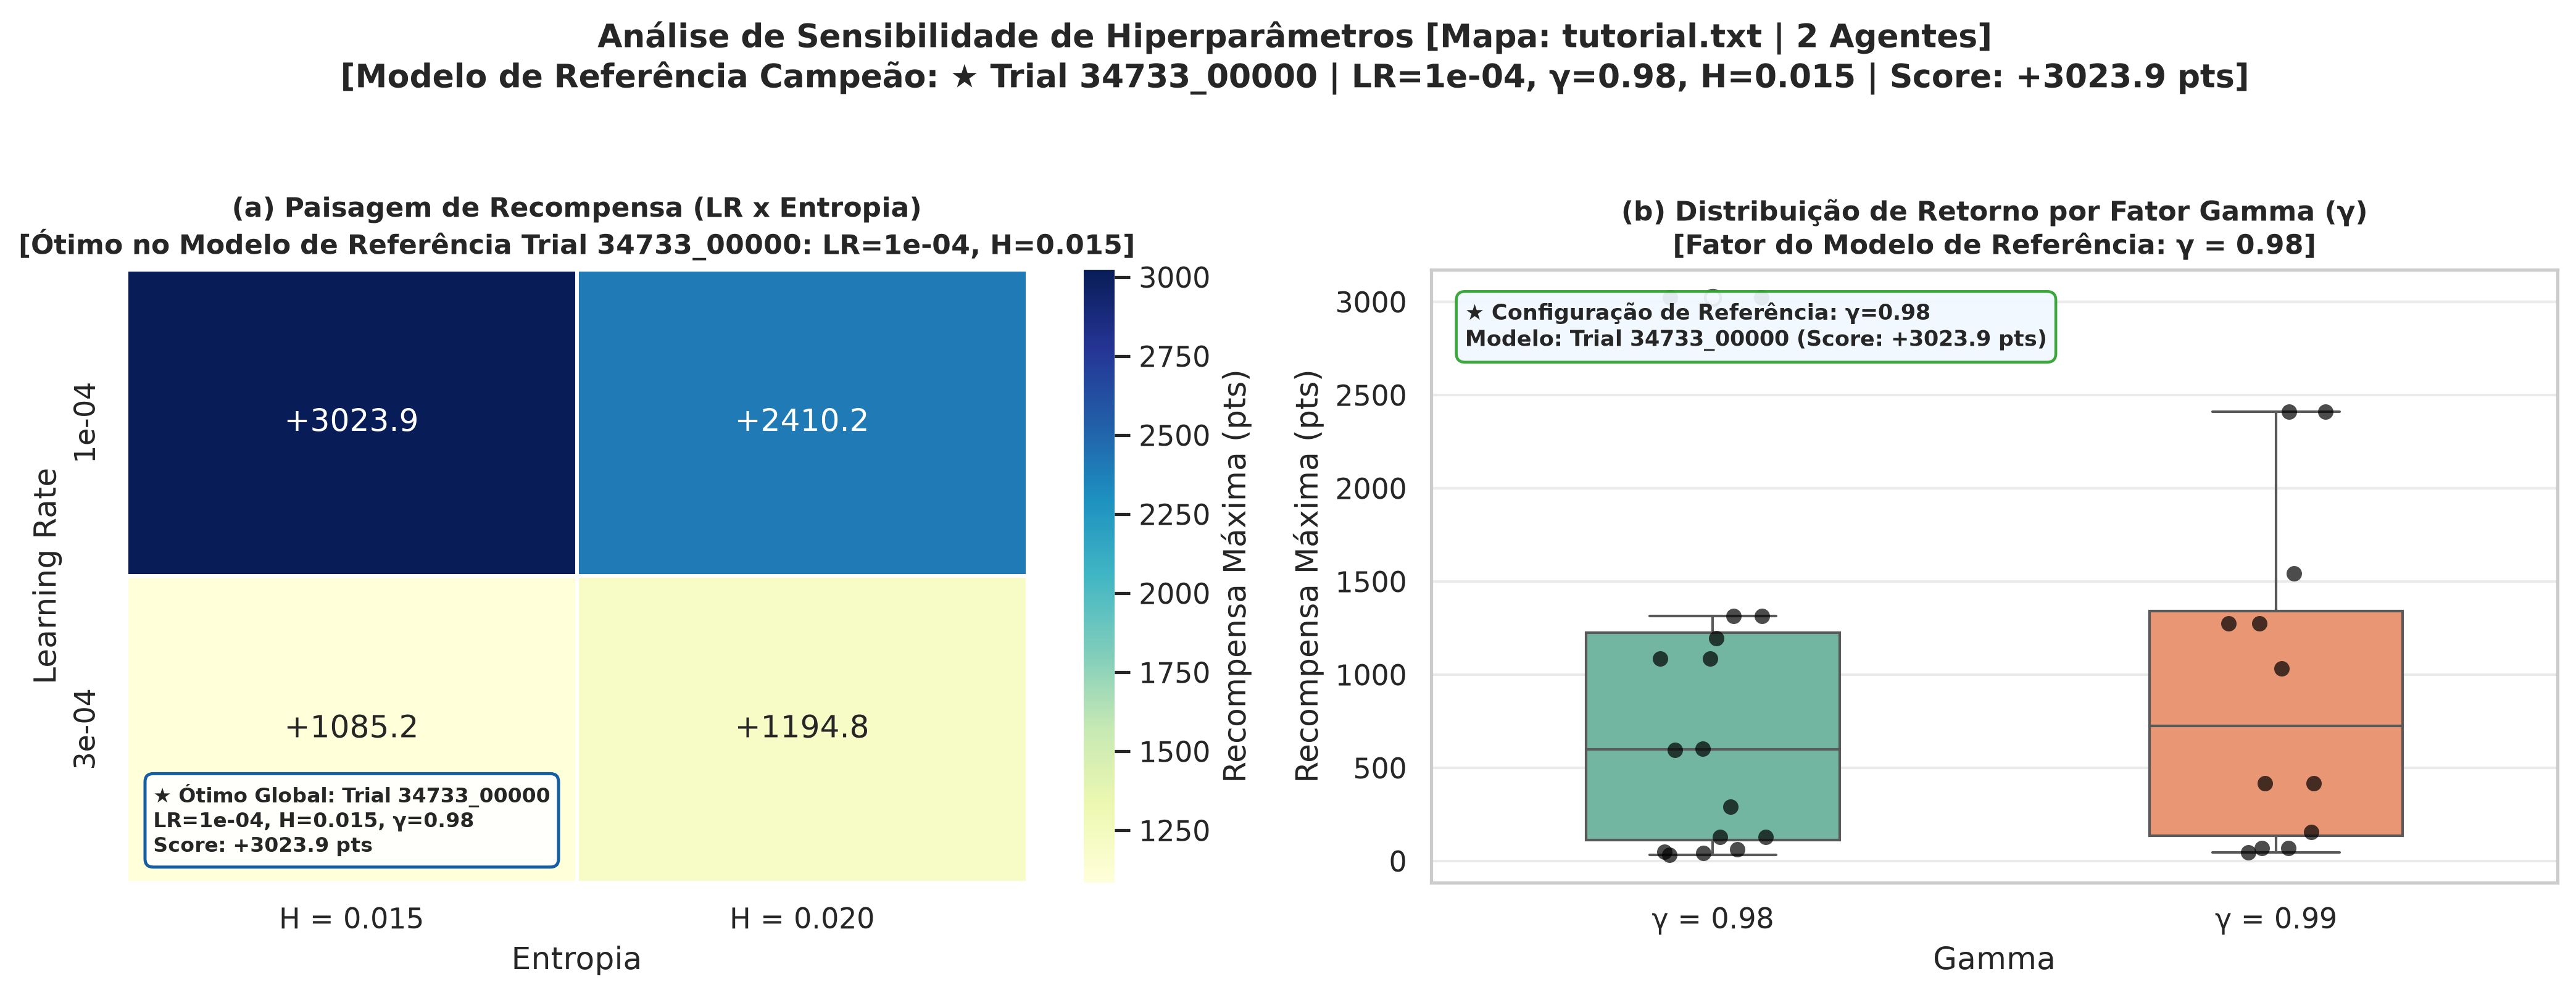 Análise de Sensibilidade de Hiperparâmetros [Mapa: tutorial.txt | 2 Agentes]
[Modelo de Referência Campeão: ★ Trial 34733_00000 | LR=1e-04, γ=0.98, H=0.015 | Score: +3023.9 pts]
(a) Paisagem de Recompensa (LR x Entropia)
[Ótimo no Modelo de Referência Trial 34733_00000: LR=1e-04, H=0.015]
Learning Rate
1e-04
3e-04
+3023.9
+2410.2
+1085.2
+1194.8
★ Ótimo Global: Trial 34733_00000
LR=1e-04, H=0.015, γ=0.98
Score: +3023.9 pts
H = 0.015
H = 0.020
Entropia
3000
2750
2500
2250
2000
1750
1500
1250
Recompensa Máxima (pts)
(b) Distribuição de Retorno por Fator Gamma (γ)
[Fator do Modelo de Referência: γ = 0.98]
Recompensa Máxima (pts)
3000
2500
2000
1500
1000
500
0
★ Configuração de Referência: γ=0.98
Modelo: Trial 34733_00000 (Score: +3023.9 pts)
γ = 0.98
γ = 0.99
Gamma